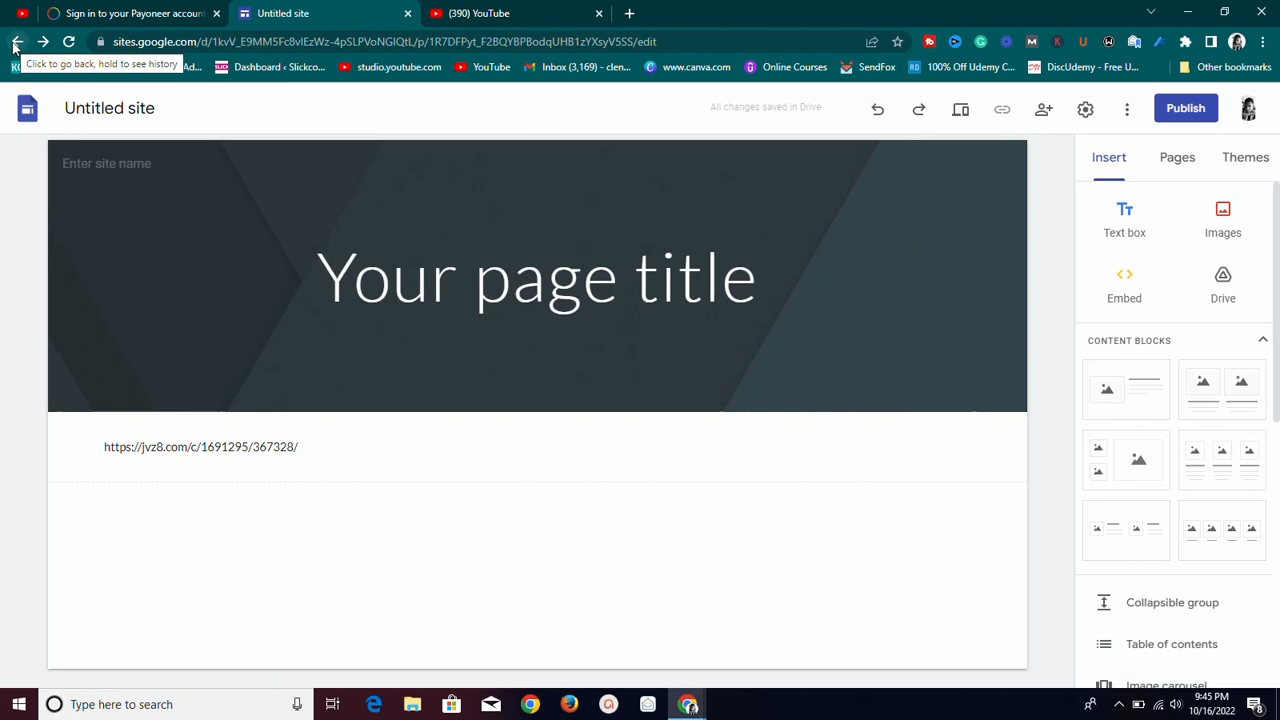 Sign in to your Payoneer account
Untitled site
(390) YouTube
sites.google.com/d/1kvV_E9MM5Fc8vIEzWz-4pSLPVoNGIQtL/p/1R7DFPyt_F2BQYBPBodqUHB1zYXsyV5SS/edit
Click to go back, hold to see history
Ad...
Dashboard ‹ Slickco...
studio.youtube.com
YouTube
Inbox (3,169) - clen...
www.canva.com
Online Courses
SendFox
100% Off Udemy C...
DiscUdemy - Free U...
Other bookmarks
Untitled site
All changes saved in Drive
Publish
Enter site name
Your page title
https://jvz8.com/c/1691295/367328/
Insert
Pages
Themes
Text box
Images
Embed
Drive
CONTENT BLOCKS
Collapsible group
Table of contents
Image carousel
Type here to search
9:45 PM
10/16/2022
8